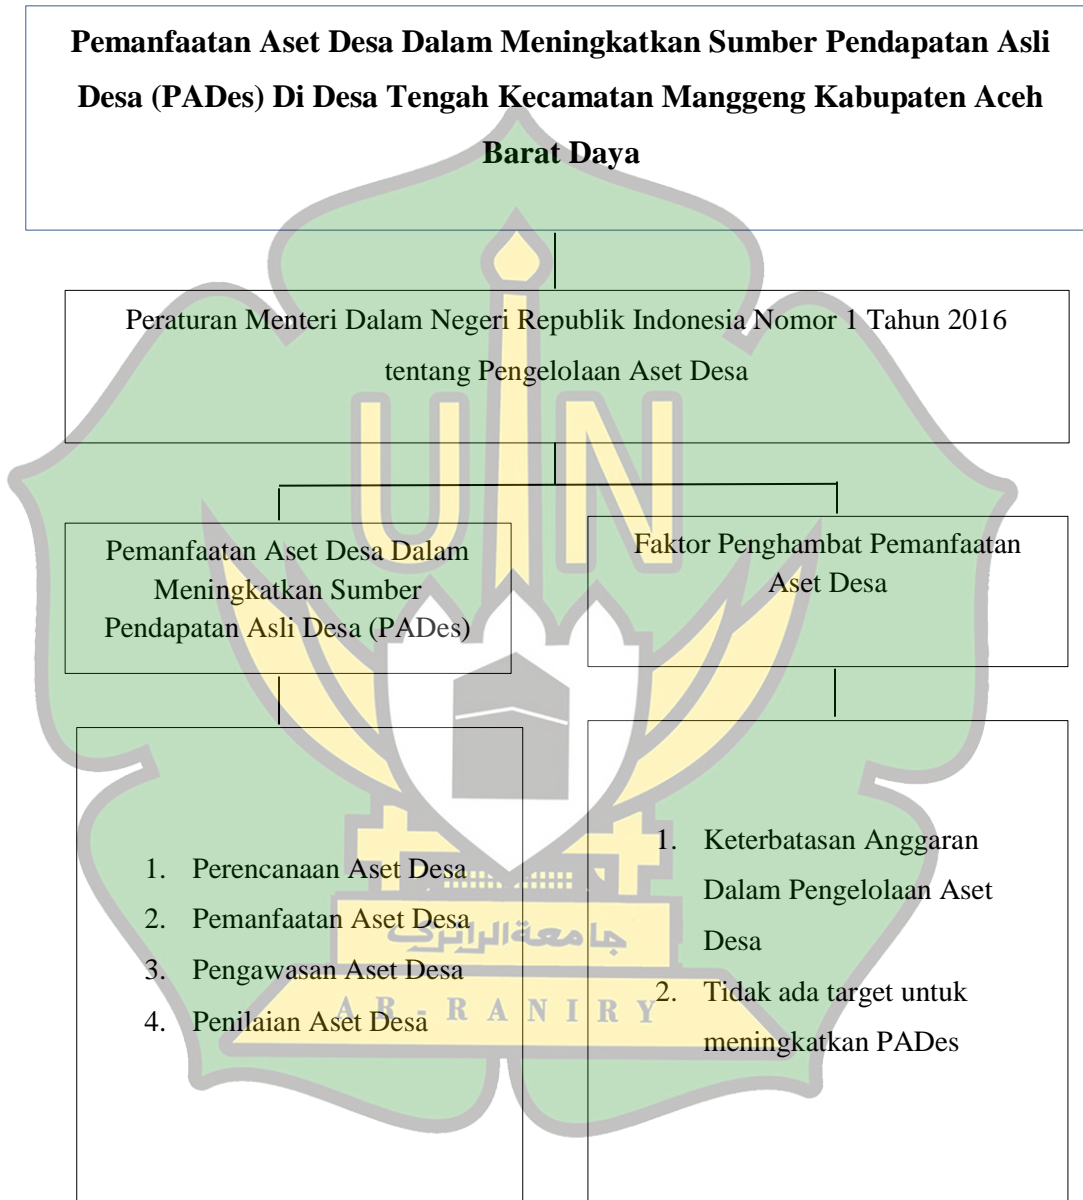 Pemanfaatan Aset Desa Dalam Meningkatkan Sumber Pendapatan Asli
Desa (PADes) Di Desa Tengah Kecamatan Manggeng Kabupaten Aceh
Barat Daya
Peraturan Menteri Dalam Negeri Republik Indonesia Nomor 1 Tahun 2016
tentang Pengelolaan Aset Desa
UIN
Pemanfaatan Aset Desa Dalam
Meningkatkan Sumber
Pendapatan Asli Desa (PADes)
Faktor Penghambat Pemanfaatan
Aset Desa
1. Perencanaan Aset Desa
2. Pemanfaatan Aset Desa
3. Pengawasan Aset Desa
4. Penilaian Aset Desa
1. Keterbatasan Anggaran
Dalam Pengelolaan Aset
Desa
2. Tidak ada target untuk
meningkatkan PADes
جامعة الرانري
AR-RANIRY